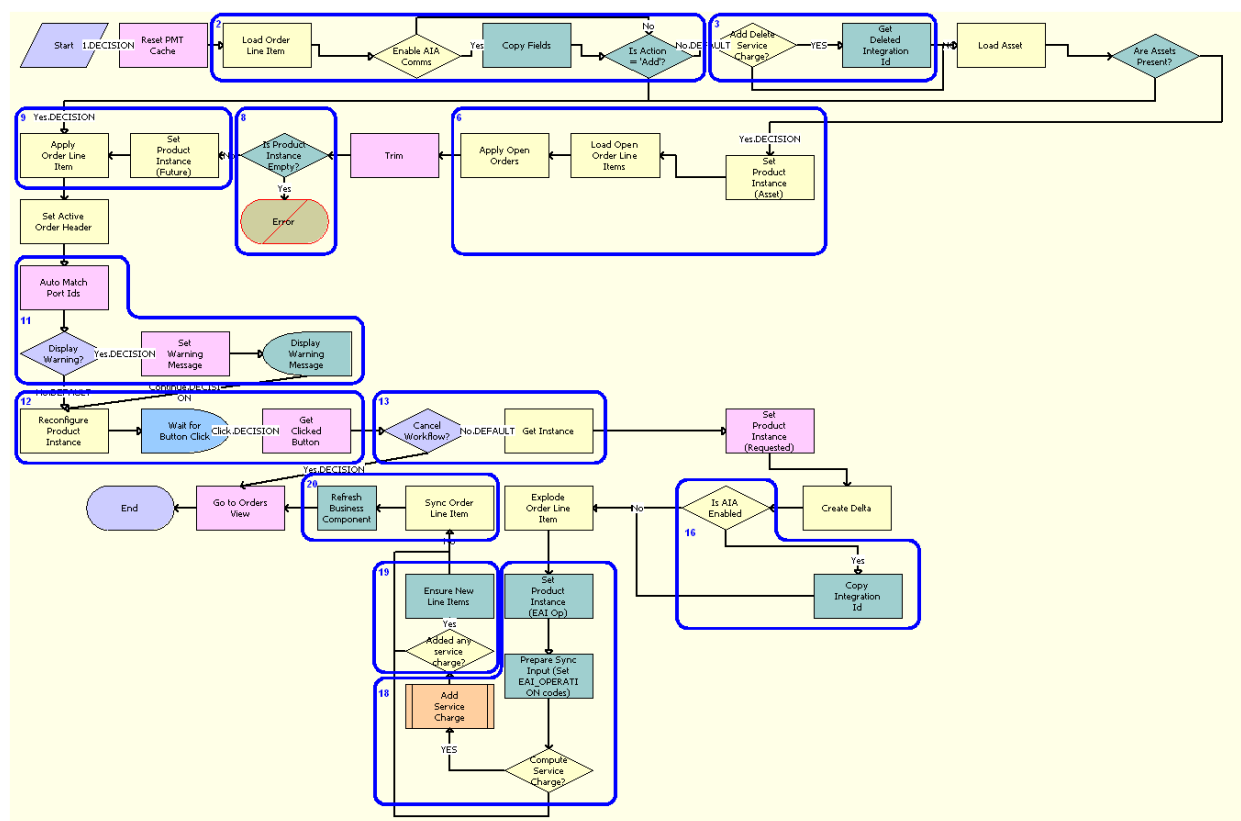 2
3
Start
1.DECISION
Reset PMT
Cache
Load Order
Line Item
Enable AIA
Comms
Yes
Copy Fields
No
Is Action
= 'Add'?
No.DEFAULT
Add Delete
Service
Charge?
YES
Get
Deleted
Integration
Id
Load Asset
Are Assets
Present?
9
8
6
Yes.DECISION
Apply
Order Line
Item
Set
Product
Instance
(Future)
No
Is Product
Instance
Empty?
Yes
Error
Trim
Apply Open
Orders
Load Open
Order Line
Items
Yes.DECISION
Set
Product
Instance
(Asset)
Set Active
Order Header
Auto Match
Port Ids
11
Display
Warning?
Yes.DECISION
Set
Warning
Message
Display
Warning
Message
No.DEFAULT
Continue.DECISI
ON
12
13
Reconfigure
Product
Instance
Wait for
Button Click
Click.DECISION
Get
Clicked
Button
Cancel
Workflow?
No.DEFAULT
Get Instance
Set
Product
Instance
(Requested)
Yes.DECISION
End
Go to Orders
View
20
Refresh
Business
Component
Sync Order
Line Item
Explode
Order Line
Item
No
Is AIA
Enabled
16
Create Delta
Yes
Copy
Integration
Id
No
19
Ensure New
Line Items
Yes
Added any
service
charge?
Set
Product
Instance
(EAI Op)
Prepare Sync
Input (Set
EAI_OPERATI
ON codes)
18
Add
Service
Charge
YES
Compute
Service
Charge?